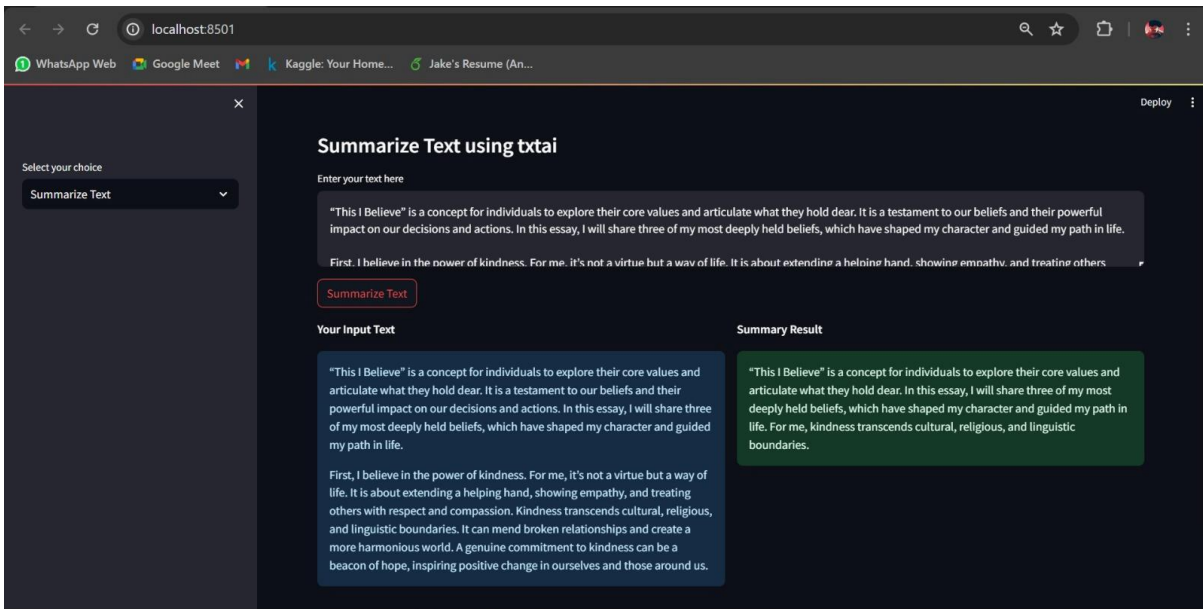 localhost:8501
1 WhatsApp Web Google Meet Kaggle: Your Home... Jake's Resume (An...
Deploy
Select your choice
Summarize Text
Summarize Text using txtai
Enter your text here
“This I Believe” is a concept for individuals to explore their core values and articulate what they hold dear. It is a testament to our beliefs and their powerful
impact on our decisions and actions. In this essay, I will share three of my most deeply held beliefs, which have shaped my character and guided my path in life.
First, I believe in the power of kindness. For me, it’s not a virtue but a way of life. It is about extending a helping hand, showing empathy, and treating others
Summarize Text
Your Input Text
“This I Believe” is a concept for individuals to explore their core values and
articulate what they hold dear. It is a testament to our beliefs and their
powerful impact on our decisions and actions. In this essay, I will share three
of my most deeply held beliefs, which have shaped my character and guided
my path in life.
First, I believe in the power of kindness. For me, it’s not a virtue but a way of
life. It is about extending a helping hand, showing empathy, and treating
others with respect and compassion. Kindness transcends cultural, religious,
and linguistic boundaries. It can mend broken relationships and create a
more harmonious world. A genuine commitment to kindness can be a
beacon of hope, inspiring positive change in ourselves and those around us.
Summary Result
“This I Believe” is a concept for individuals to explore their core values and
articulate what they hold dear. In this essay, I will share three of my most
deeply held beliefs, which have shaped my character and guided my path in
life. For me, kindness transcends cultural, religious, and linguistic
boundaries.